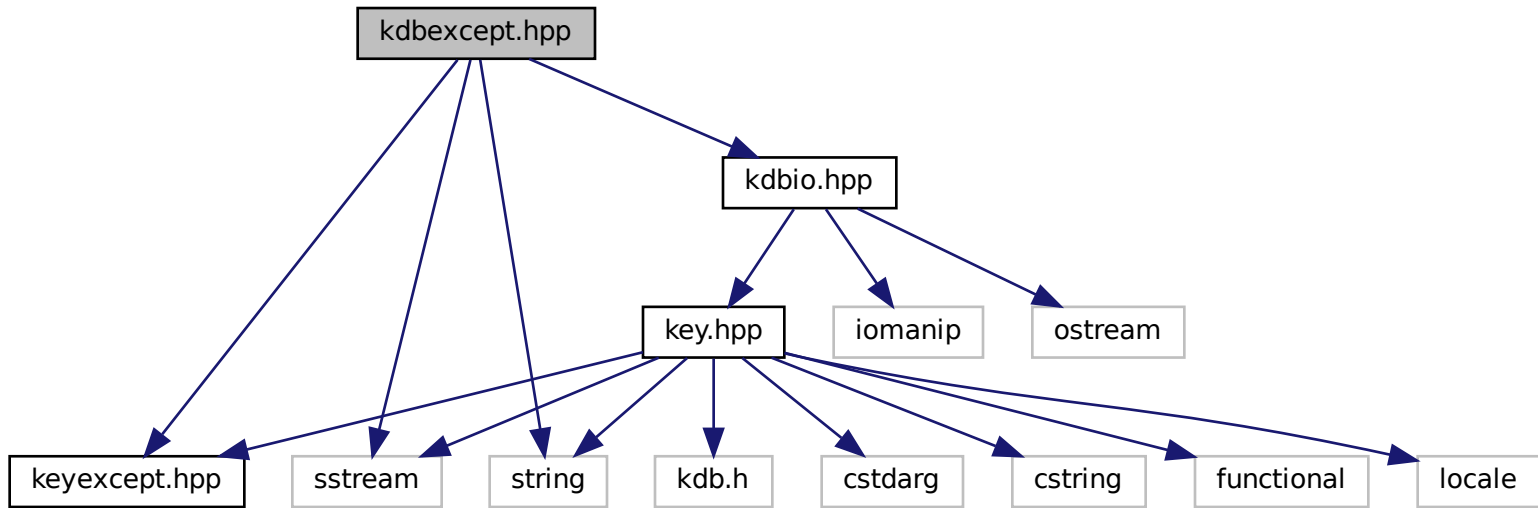 kdbexcept.hpp
kdbio.hpp
key.hpp
iomanip
ostream
keyexcept.hpp
sstream
string
kdb.h
cstdarg
cstring
functional
locale